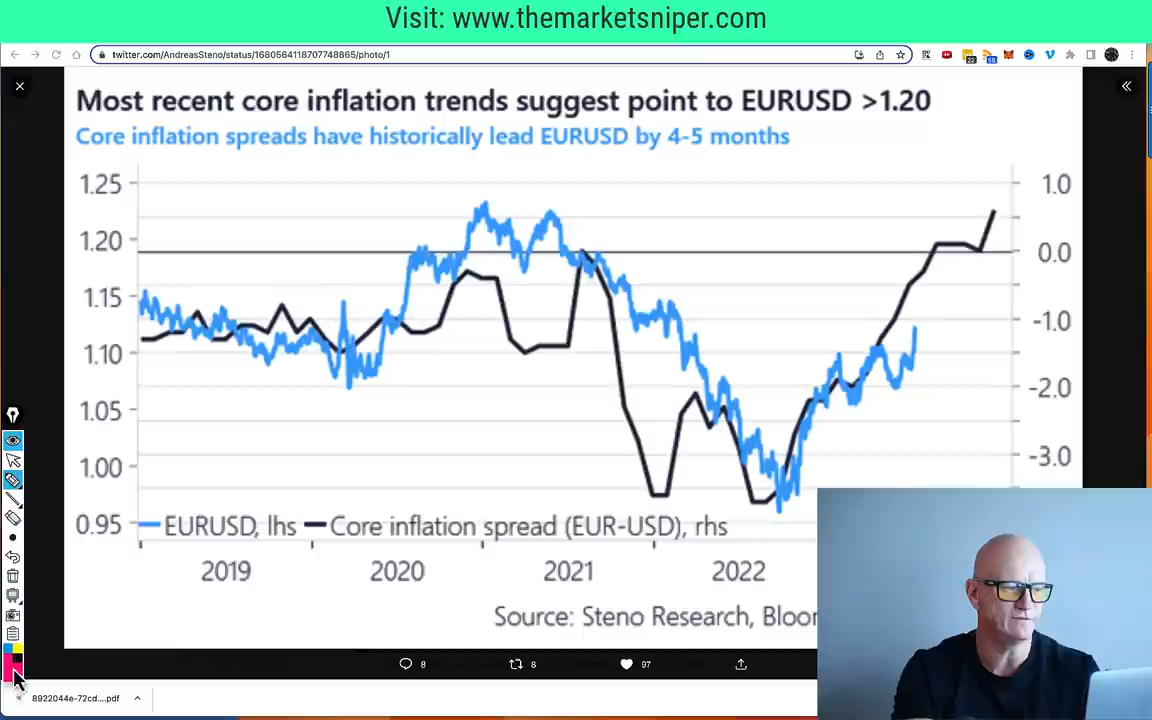 Visit: www.themarketsniper.com
twitter.com/AndreasSteno/status/1680564118707748865/photo/1
Most recent core inflation trends suggest point to EURUSD >1.20
Core inflation spreads have historically lead EURUSD by 4-5 months
1.25
1.0
1.20
0.0
1.15
-1.0
1.10
-2.0
1.05
-3.0
1.00
0.95
EURUSD, lhs
Core inflation spread (EUR-USD), rhs
2019
2020
2021
2022
Source: Steno Research, Bloo
8
8
97
8922044e-72cd....pdf